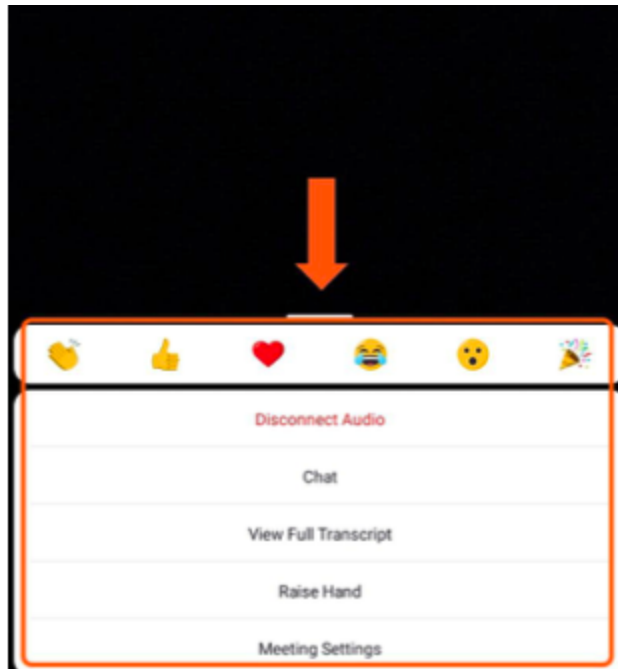 Disconnect Audio
Chat
View Full Transcript
Raise Hand
Meeting Settings